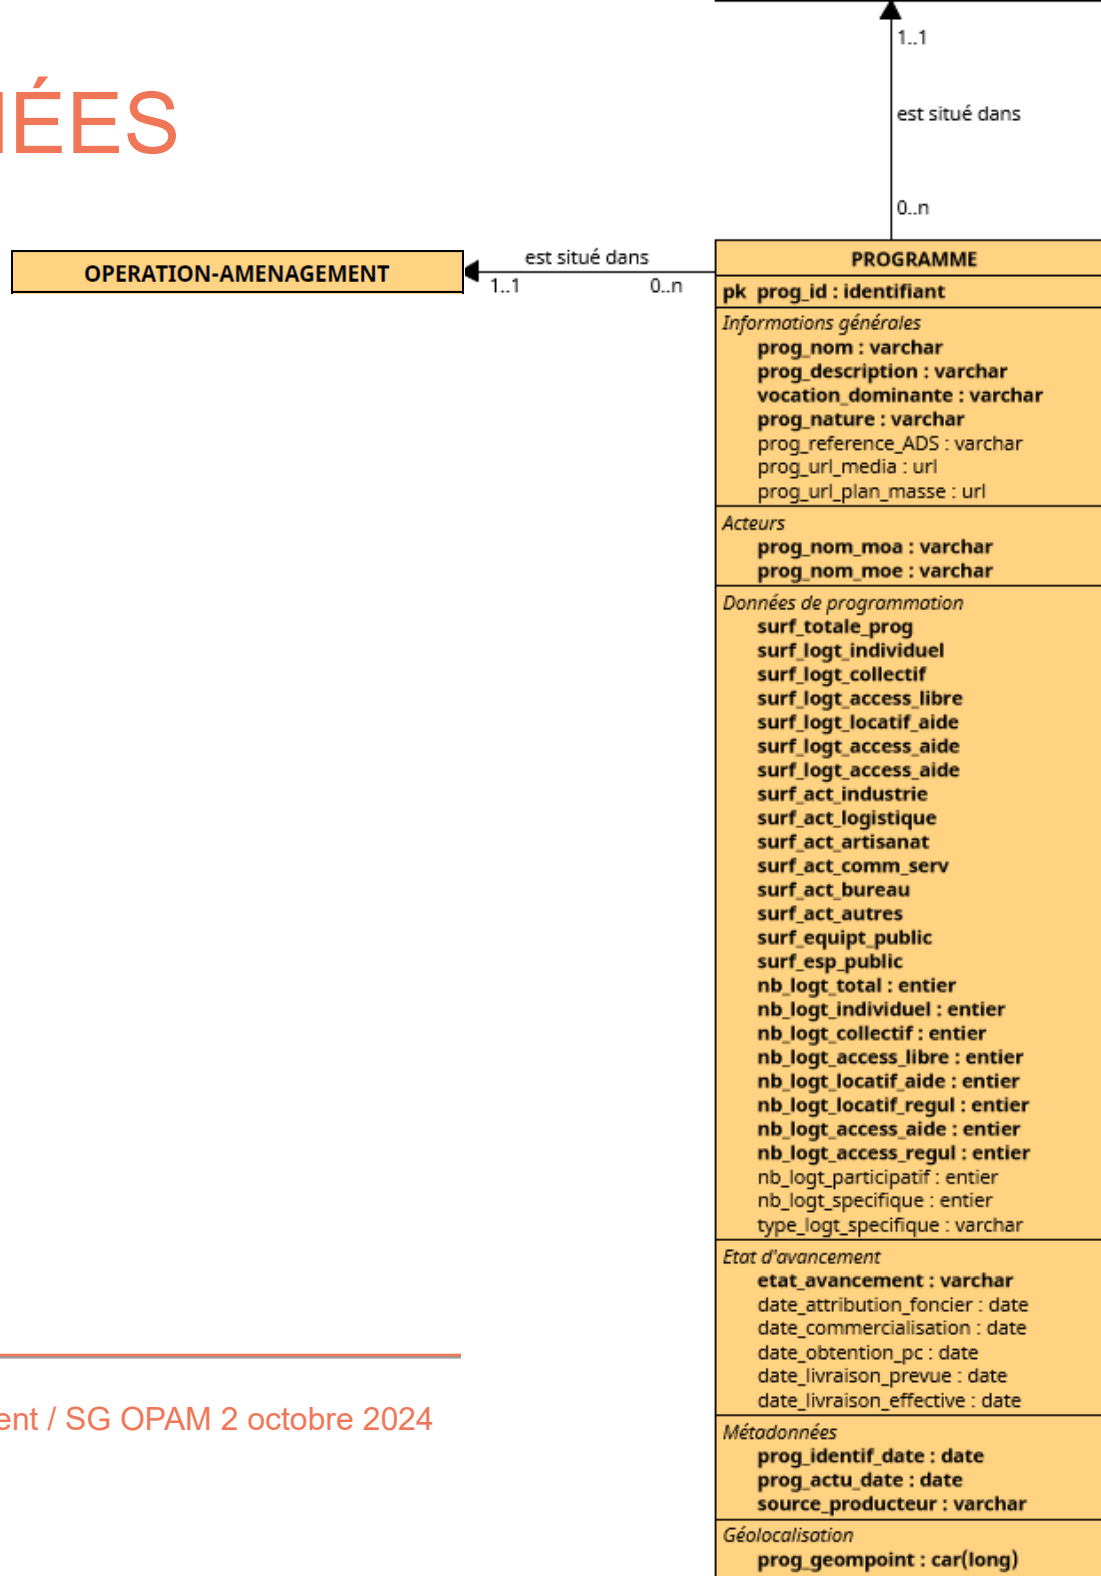 ÉES
1..1
est situé dans
0..n
OPERATION-AMENAGEMENT
est situé dans
1..1
0..n
PROGRAMME
pk prog_id : identifiant
Informations générales
prog_nom : varchar
prog_description : varchar
vocation_dominante : varchar
prog_nature : varchar
prog_reference_ADS : varchar
prog_url_media : url
prog_url_plan_masse : url
Acteurs
prog_nom_moa : varchar
prog_nom_moe : varchar
Données de programmation
surf_totale_prog
surf_logt_individuel
surf_logt_collectif
surf_logt_access_libre
surf_logt_locatif_aide
surf_logt_access_aide
surf_logt_access_aide
surf_act_industrie
surf_act_logistique
surf_act_artisanat
surf_act_comm_serv
surf_act_bureau
surf_act_autres
surf_equipt_public
surf_esp_public
nb_logt_total : entier
nb_logt_individuel : entier
nb_logt_collectif : entier
nb_logt_access_libre : entier
nb_logt_locatif_aide : entier
nb_logt_locatif_regul : entier
nb_logt_access_aide : entier
nb_logt_access_regul : entier
nb_logt_participatif : entier
nb_logt_specifique : entier
type_logt_specifique : varchar
Etat d'avancement
etat_avancement : varchar
date_attribution_foncier : date
date_commercialisation : date
date_obtention_pc : date
date_livraison_prevue : date
date_livraison_effective : date
Métadonnées
prog_identif_date : date
prog_actu_date : date
source_producteur : varchar
Géolocalisation
prog_geompoint : car(long)
ent / SG OPAM 2 octobre 2024